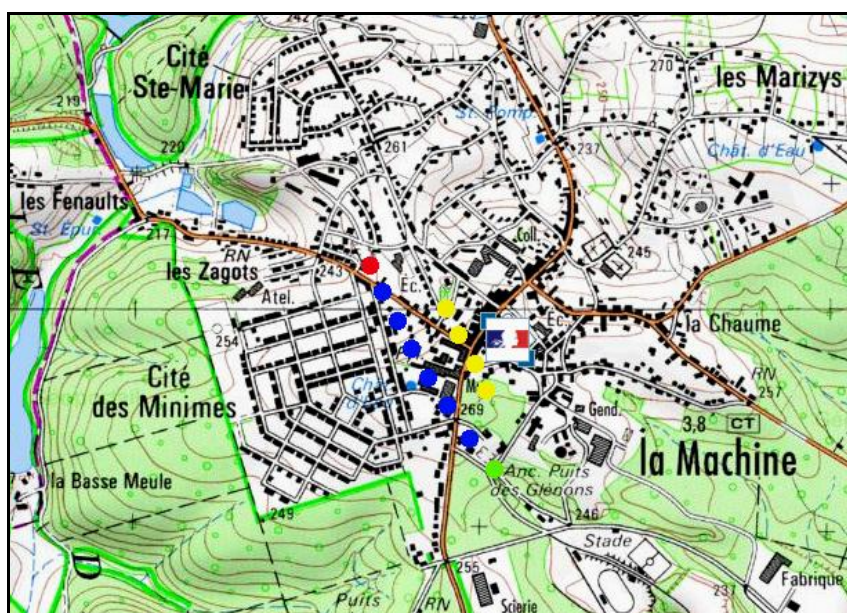 242
Cité
Ste-Marie
270
les Marizys
219
St. Pomp.
220
261
237
Chât. d'Eau
les Fenaults
St. Épur.
217
RN
les Zagots
Coll.
245
243
Éc.
Atel.
254
Éc.
la Chaume
Cité
des Minimes
RN
257
269
Gend.
3,8 CT
la Machine
la Basse Meule
Anc. Puits
des Glénons
249
246
Stade
D
255
Puits
RN
Scierie
237
Fabrique